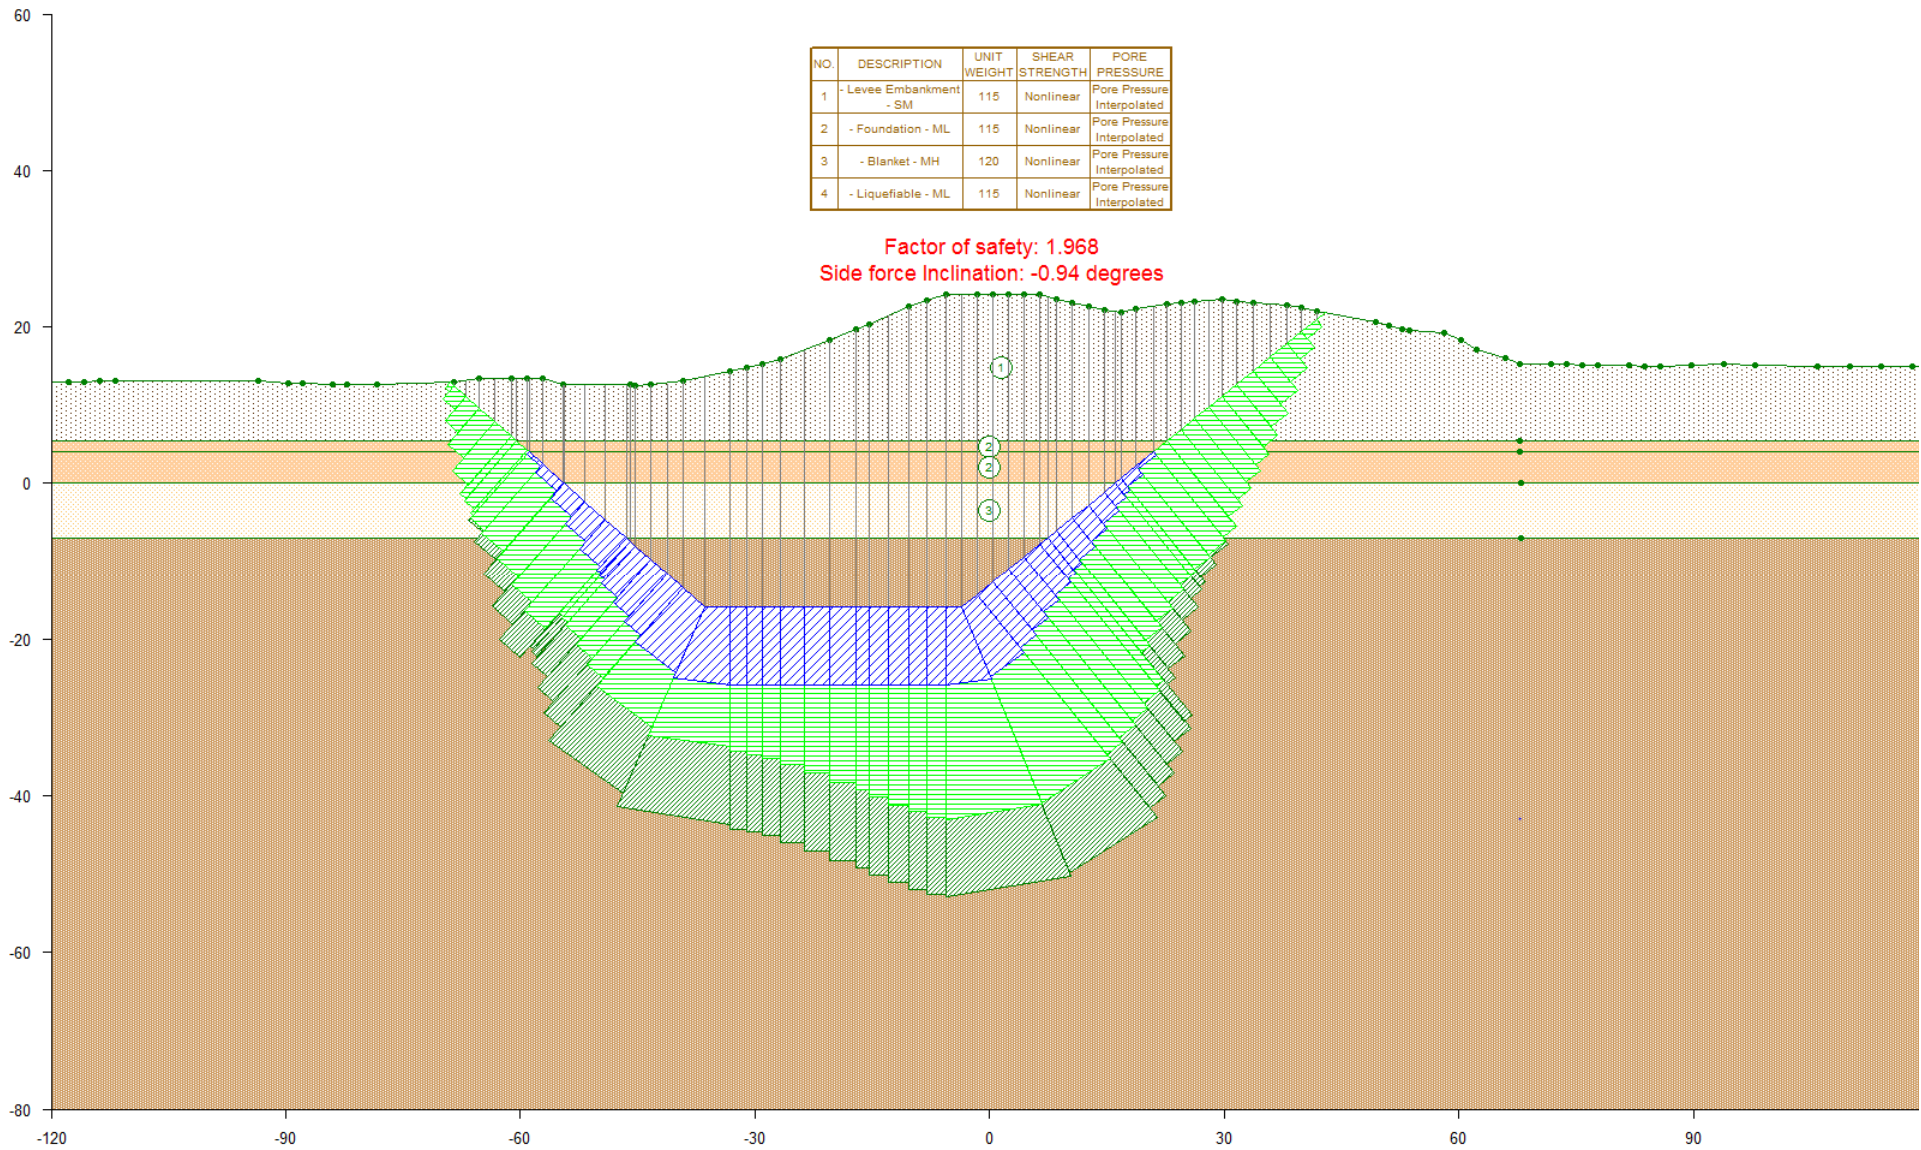 60
NO. DESCRIPTION UNIT WEIGHT SHEAR STRENGTH PORE PRESSURE
1 - Levee Embankment - SM 115 Nonlinear Pore Pressure Interpolated
2 - Foundation - ML 115 Nonlinear Pore Pressure Interpolated
3 - Blanket - MH 120 Nonlinear Pore Pressure Interpolated
4 - Liquefiable - ML 115 Nonlinear Pore Pressure Interpolated
40
Factor of safety: 1.968
Side force Inclination: -0.94 degrees
20
1
2
2
0
3
-20
-40
-60
-80
-120 -90 -60 -30 0 30 60 90